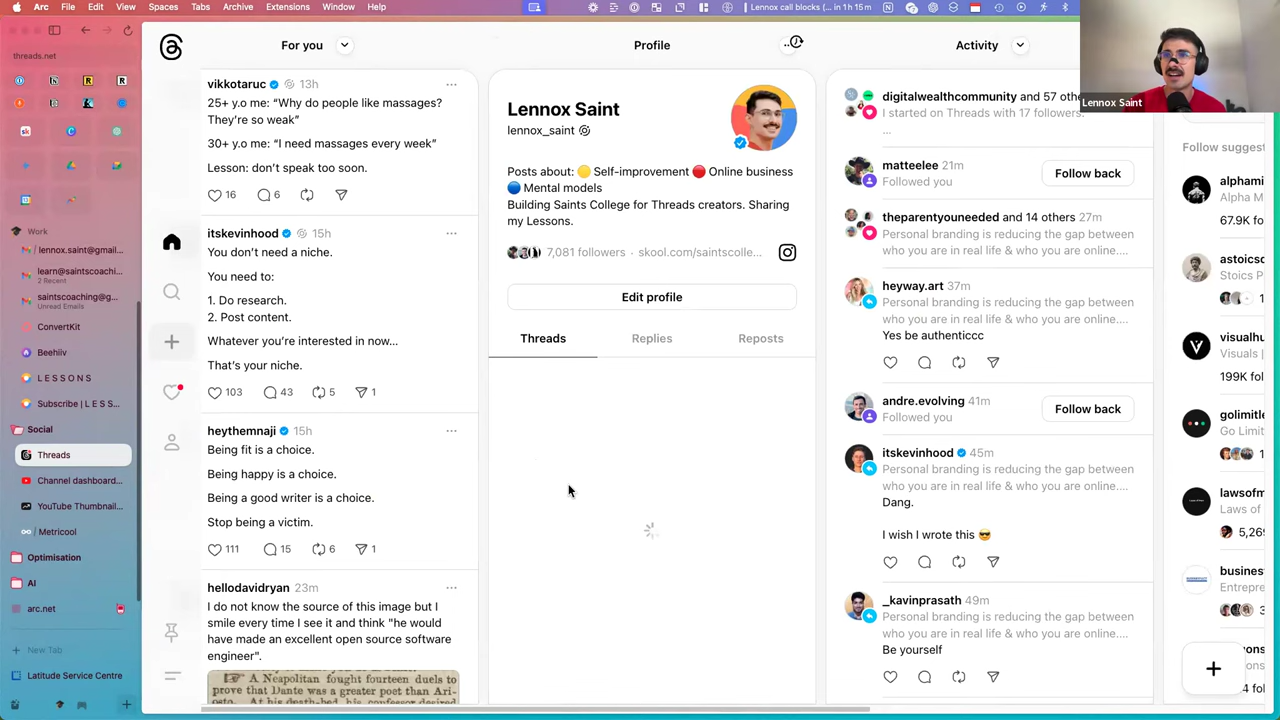 Arc File Edit View Spaces Tabs Archive Extensions Window Help
Lennox call blocks (... in 1 h 15 m
threads.net
Work
lennox.saint@gmail...
learn@saintscoachi...
2 Recent
saintscoaching@g...
Unread Emails
ConvertKit
Beehiiv
L E S S O N S
Subscribe | L E S S...
Social
Threads
Channel dashboard...
YouTube Thumbnail...
Metricool
Optimisation
AI
arc.net
New Tab
Latitude Service Centre
For you
vikkotaruc 13h
25+ y.o me: “Why do people like massages?
They’re so weak”
30+ y.o me: “I need massages every week”
Lesson: don’t speak too soon.
16 6
itskevinhood 15h
You don’t need a niche.
You need to:
1. Do research.
2. Post content.
Whatever you’re interested in now...
That’s your niche.
103 43 5 1
heythemnaji 15h
Being fit is a choice.
Being happy is a choice.
Being a good writer is a choice.
Stop being a victim.
111 15 6 1
hellodavidryan 23m
I do not know the source of this image but I
smile every time I see it and think "he would
have made an excellent open source software
engineer".
A Neapolitan fought fourteen duels to
prove that Dante was a greater poet than Ari-
Profile
Lennox Saint
lennox_saint
Posts about: 🟡 Self-improvement 🔴 Online business
🔵 Mental models
Building Saints College for Threads creators. Sharing
my Lessons.
7,081 followers · skool.com/saintscolle...
Edit profile
Threads Replies Reposts
Activity
digitalwealthcommunity and 57 othe
I started on Threads with 17 followers.
...
matteelee 21m
Followed you
Follow back
theparentyouneeded and 14 others 27m
Personal branding is reducing the gap between
who you are in real life & who you are online....
heyway.art 37m
Personal branding is reducing the gap between
who you are in real life & who you are online....
Yes be authenticcc
andre.evolving 41m
Followed you
Follow back
itskevinhood 45m
Personal branding is reducing the gap between
who you are in real life & who you are online....
Dang.
I wish I wrote this 😎
_kavinprasath 49m
Personal branding is reducing the gap between
who you are in real life & who you are online....
Be yourself
Lennox Saint
Follow suggest
alphami
Alpha M
67.9K fol
astoicsc
Stoics P
1
visualhu
Visuals |
199K fol
golimitle
Go Limit
1
lawsofm
Laws of
5,269
busines
Entrepre
3